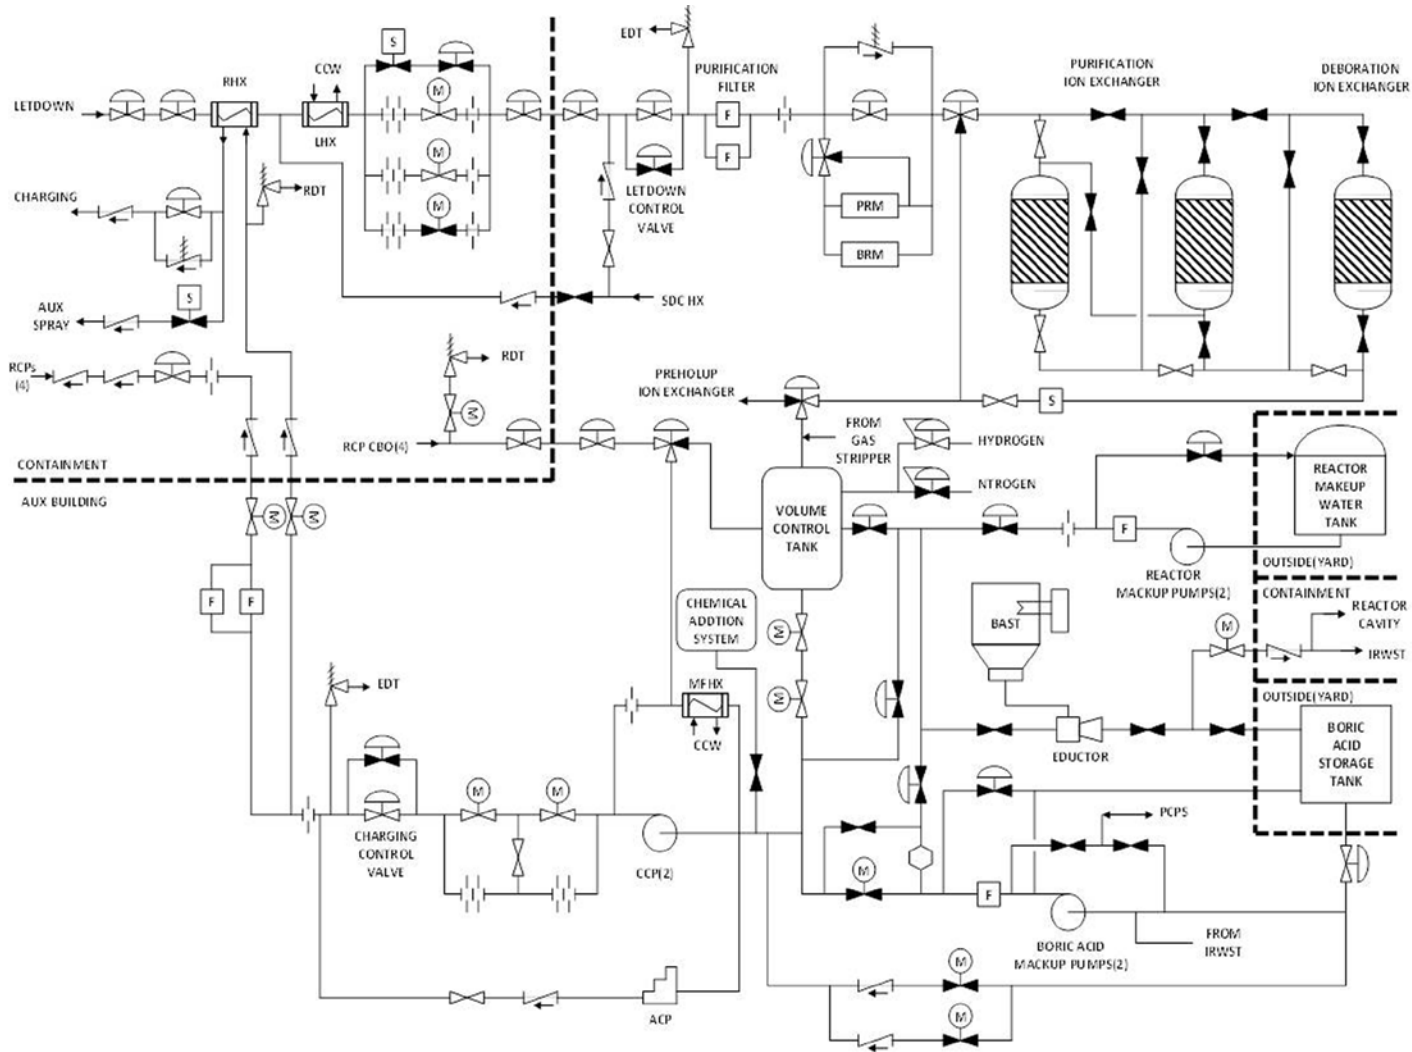 EDT
S
CCW
RHX
PURIFICATION
FILTER
PURIFICATION
ION EXCHANGER
DEBORATION
ION EXCHANGER
LETDOWN
M
F
LHX
F
M
RDT
LETDOWN
CONTROL
VALVE
CHARGING
M
PRM
BRM
S
AUX
SPRAY
SDC HX
RCPs
(4)
RDT
PREHOLUP
ION EXCHANGER
S
M
FROM
GAS
STRIPPER
HYDROGEN
RCP CBO(4)
NTROGEN
CONTAINMENT
AUX BUILDING
REACTOR
MAKEUP
WATER
TANK
M
M
VOLUME
CONTROL
TANK
F
OUTSIDE(YARD)
REACTOR
MACKUP PUMPS(2)
CONTAINMENT
F
F
CHEMICAL
ADDTION
SYSTEM
M
BAST
M
REACTOR
CAVITY
IRWST
EDT
MFHX
M
OUTSIDE(YARD)
CCW
EDUCTOR
BORIC
ACID
STORAGE
TANK
M
M
CHARGING
CONTROL
VALVE
CCP(2)
PCPS
M
F
BORIC ACID
MACKUP PUMPS(2)
FROM
IRWST
M
ACP
M